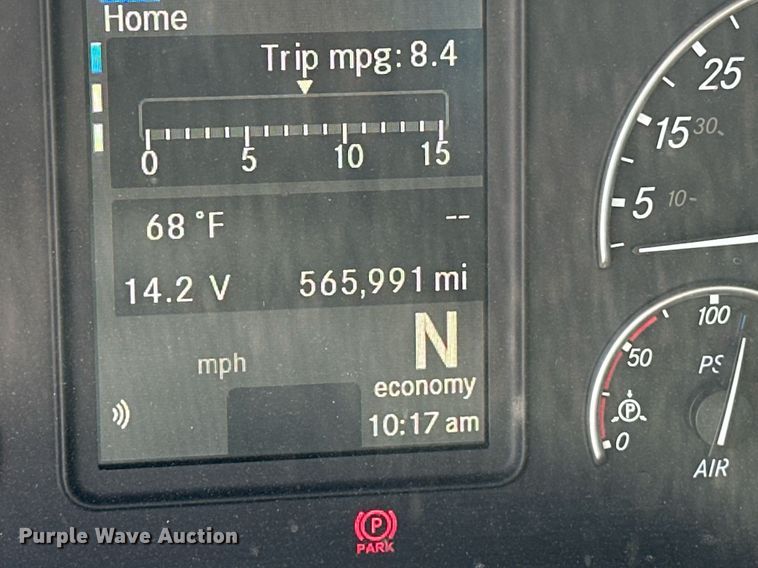 Home
Trip mpg: 8.4
0 5 10 15
68 °F --
14.2 V 565,991 mi
N
mph
economy
10:17 am
25
15 30
5 10
100
50
PS
P
0
AIR
P
PARK
Purple Wave Auction